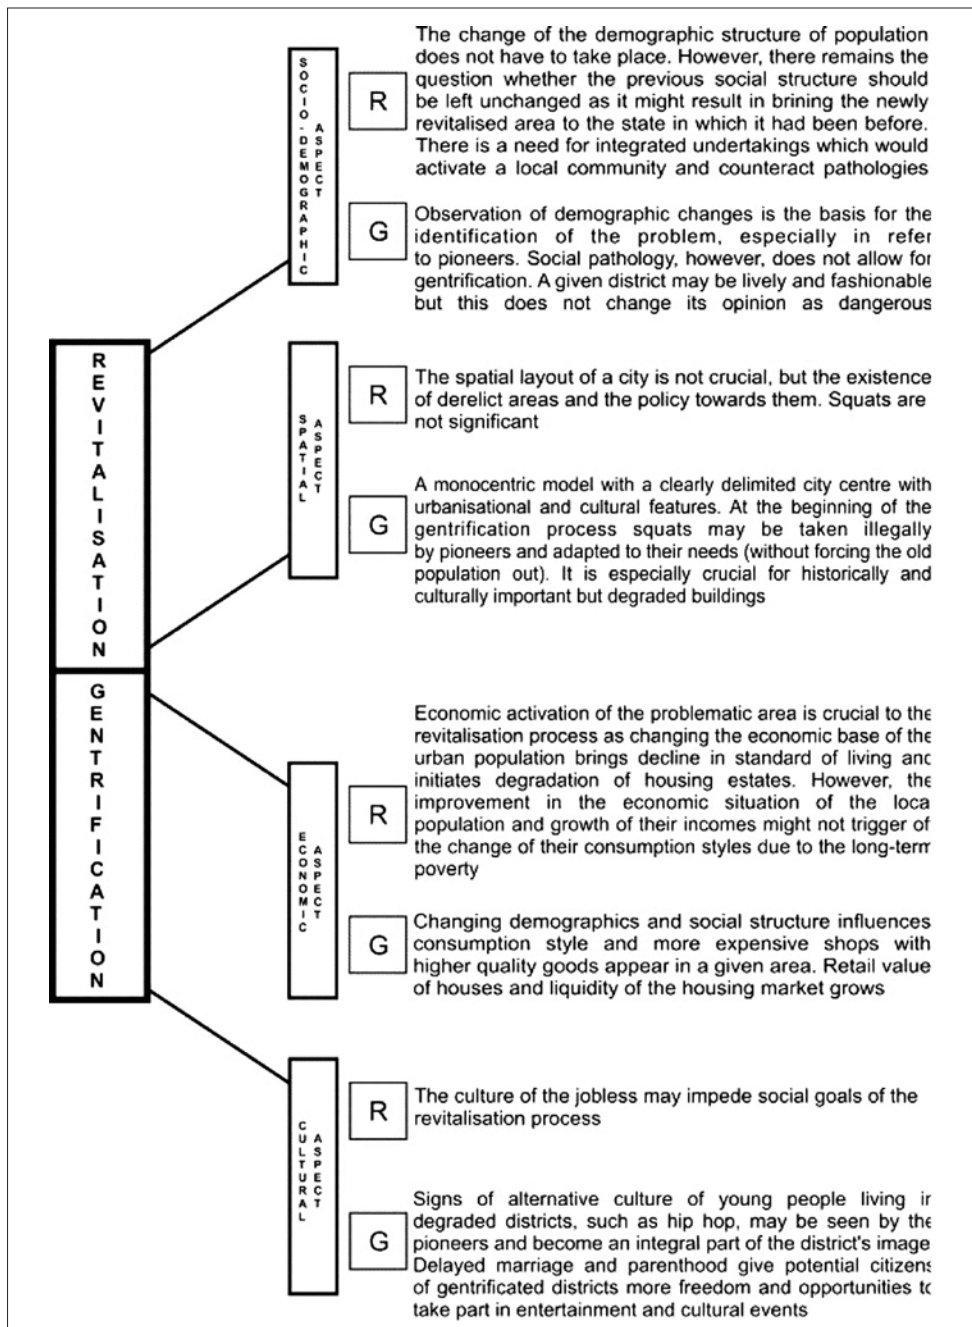 REVITALISATION
GENTRIFICATION
SOCIO-DEMOGRAPHIC
ASPECT
R
The change of the demographic structure of population
does not have to take place. However, there remains the
question whether the previous social structure should
be left unchanged as it might result in brining the newly
revitalised area to the state in which it had been before.
There is a need for integrated undertakings which would
activate a local community and counteract pathologies
G
Observation of demographic changes is the basis for the
identification of the problem, especially in refer
to pioneers. Social pathology, however, does not allow for
gentrification. A given district may be lively and fashionable
but this does not change its opinion as dangerous
SPATIAL
ASPECT
R
The spatial layout of a city is not crucial, but the existence
of derelict areas and the policy towards them. Squats are
not significant
G
A monocentric model with a clearly delimited city centre with
urbanisational and cultural features. At the beginning of the
gentrification process squats may be taken illegally
by pioneers and adapted to their needs (without forcing the old
population out). It is especially crucial for historically and
culturally important but degraded buildings
ECONOMIC
ASPECT
R
Economic activation of the problematic area is crucial to the
revitalisation process as changing the economic base of the
urban population brings decline in standard of living and
initiates degradation of housing estates. However, the
improvement in the economic situation of the loca
population and growth of their incomes might not trigger of
the change of their consumption styles due to the long-term
poverty
G
Changing demographics and social structure influences
consumption style and more expensive shops with
higher quality goods appear in a given area. Retail value
of houses and liquidity of the housing market grows
CULTURAL
ASPECT
R
The culture of the jobless may impede social goals of the
revitalisation process
G
Signs of alternative culture of young people living in
degraded districts, such as hip hop, may be seen by the
pioneers and become an integral part of the district's image
Delayed marriage and parenthood give potential citizens
of gentrificated districts more freedom and opportunities to
take part in entertainment and cultural events